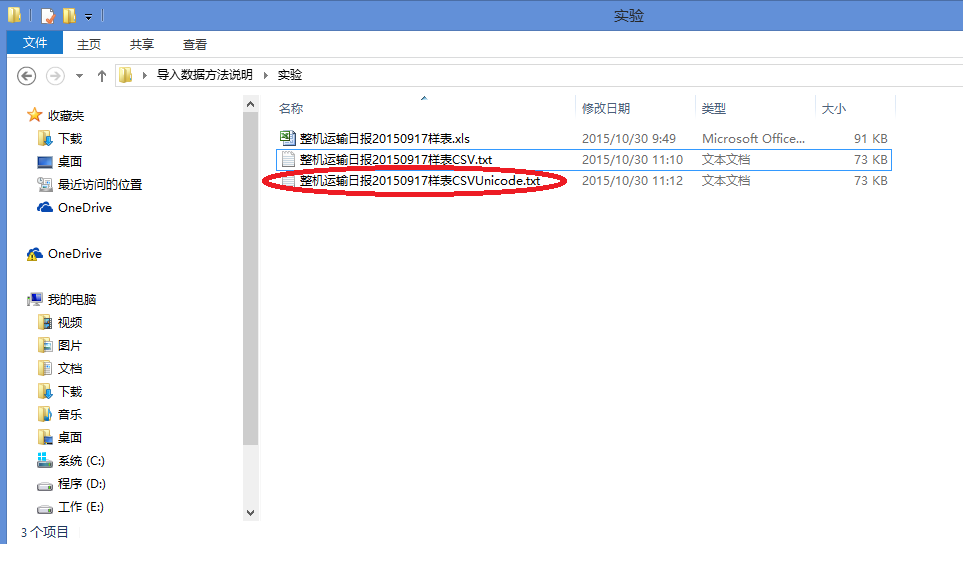 实验
文件 主页 共享 查看
导入数据方法说明 实验
名称 修改日期 类型 大小
整机运输日报20150917样表.xls 2015/10/30 9:49 Microsoft Office... 91 KB
整机运输日报20150917样表CSV.txt 2015/10/30 11:10 文本文档 73 KB
整机运输日报20150917样表CSVUnicode.txt 2015/10/30 11:12 文本文档 73 KB
收藏夹
下载
桌面
最近访问的位置
OneDrive
OneDrive
我的电脑
视频
图片
文档
下载
音乐
桌面
系统 (C:)
程序 (D:)
工作 (E:)
3 个项目